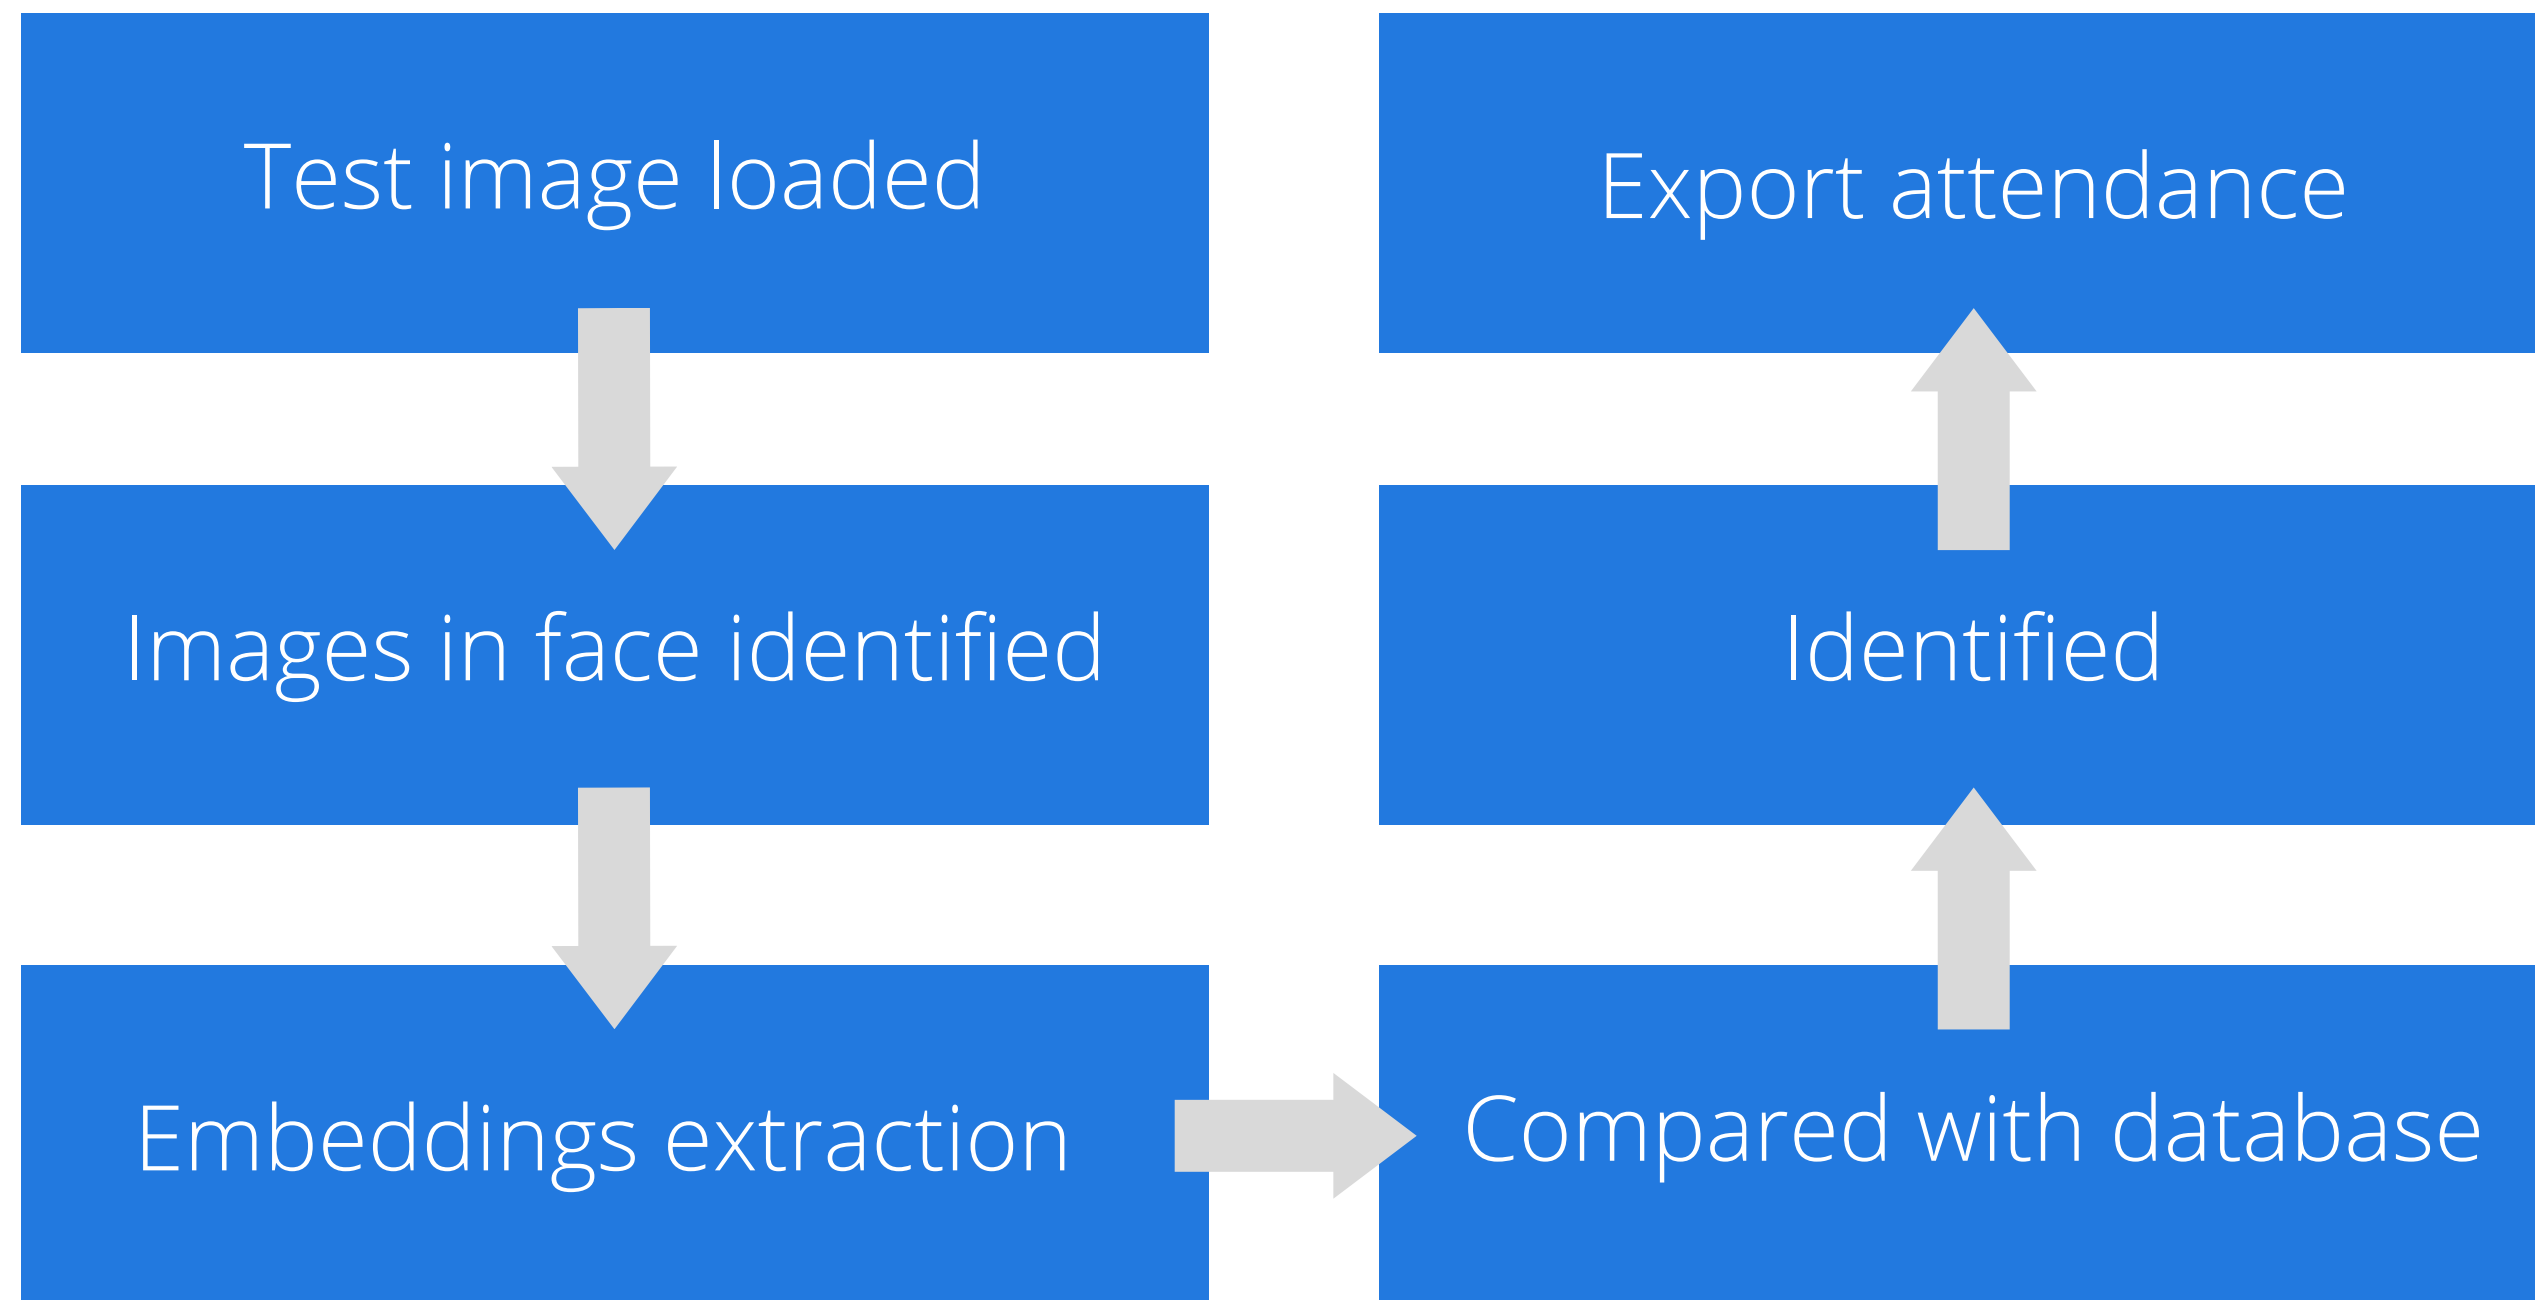 Test image loaded
Images in face identified
Embeddings extraction
Compared with database
Identified
Export attendance